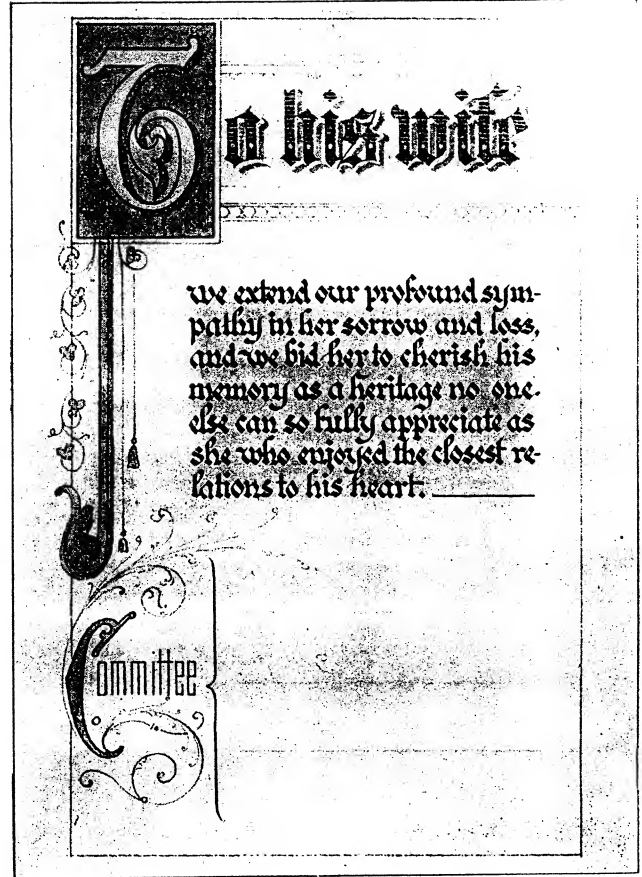 To his wife
we extend our profound sym-
pathy in her sorrow and loss,
and we bid her to cherish his
memory as a heritage no one
else can so fully appreciate as
she who enjoyed the closest re-
lations to his heart.
Committee